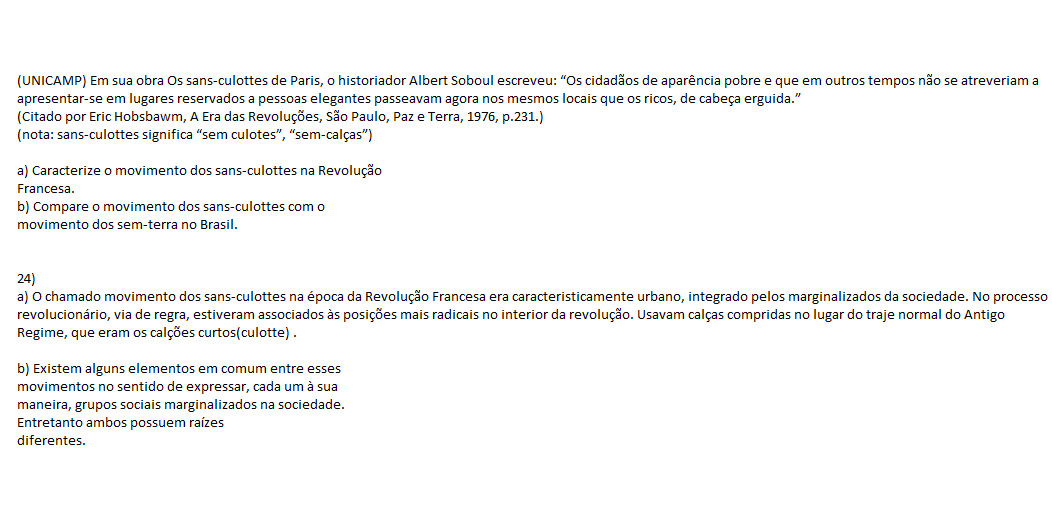 (UNICAMP) Em sua obra Os sans-culottes de Paris, o historiador Albert Soboul escreveu: “Os cidadãos de aparência pobre e que em outros tempos não se atreveriam a
apresentar-se em lugares reservados a pessoas elegantes passeavam agora nos mesmos locais que os ricos, de cabeça erguida.”
(Citado por Eric Hobsbawm, A Era das Revoluções, São Paulo, Paz e Terra, 1976, p.231.)
(nota: sans-culottes significa “sem culotes”, “sem-calças”)
a) Caracterize o movimento dos sans-culottes na Revolução
Francesa.
b) Compare o movimento dos sans-culottes com o
movimento dos sem-terra no Brasil.
24)
a) O chamado movimento dos sans-culottes na época da Revolução Francesa era caracteristicamente urbano, integrado pelos marginalizados da sociedade. No processo
revolucionário, via de regra, estiveram associados às posições mais radicais no interior da revolução. Usavam calças compridas no lugar do traje normal do Antigo
Regime, que eram os calções curtos(culotte) .
b) Existem alguns elementos em comum entre esses
movimentos no sentido de expressar, cada um à sua
maneira, grupos sociais marginalizados na sociedade.
Entretanto ambos possuem raízes
diferentes.